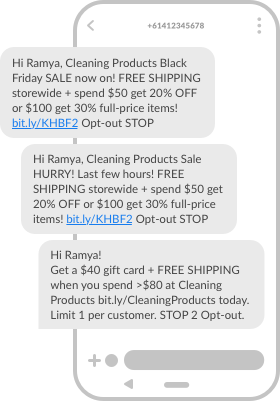 +61412345678
Hi Ramya, Cleaning Products Black
Friday SALE now on! FREE SHIPPING
storewide + spend $50 get 20% OFF
or $100 get 30% full-price items!
bit.ly/KHBF2 Opt-out STOP
Hi Ramya, Cleaning Products Sale
HURRY! Last few hours! FREE
SHIPPING storewide + spend $50 get
20% OFF or $100 get 30% full-price
items! bit.ly/KHBF2 Opt-out STOP
Hi Ramya!
Get a $40 gift card + FREE SHIPPING
when you spend >$80 at Cleaning
Products bit.ly/CleaningProducts today.
Limit 1 per customer. STOP 2 Opt-out.